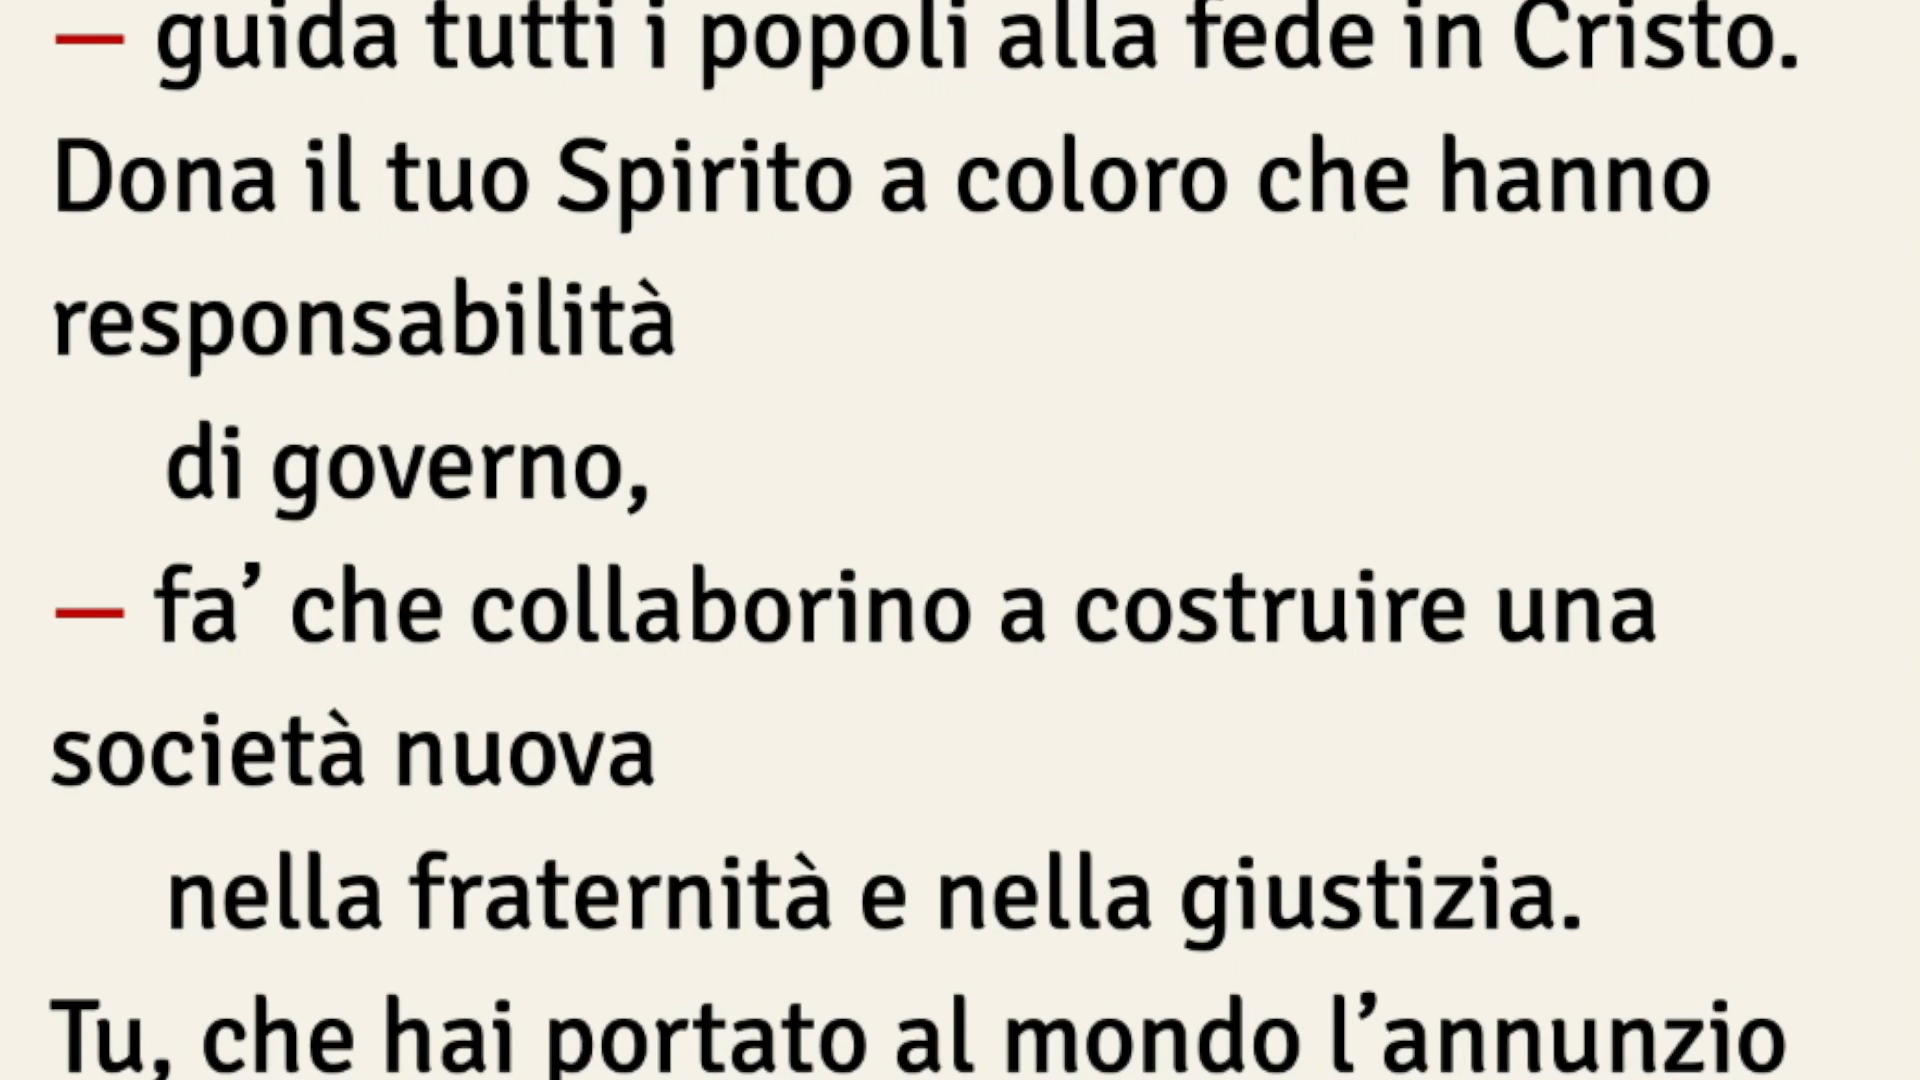 — guida tutti i popoli alla fede in Cristo.
Dona il tuo Spirito a coloro che hanno
responsabilità
di governo,
— fa’ che collaborino a costruire una
società nuova
nella fraternità e nella giustizia.
Tu, che hai portato al mondo l’annunzio